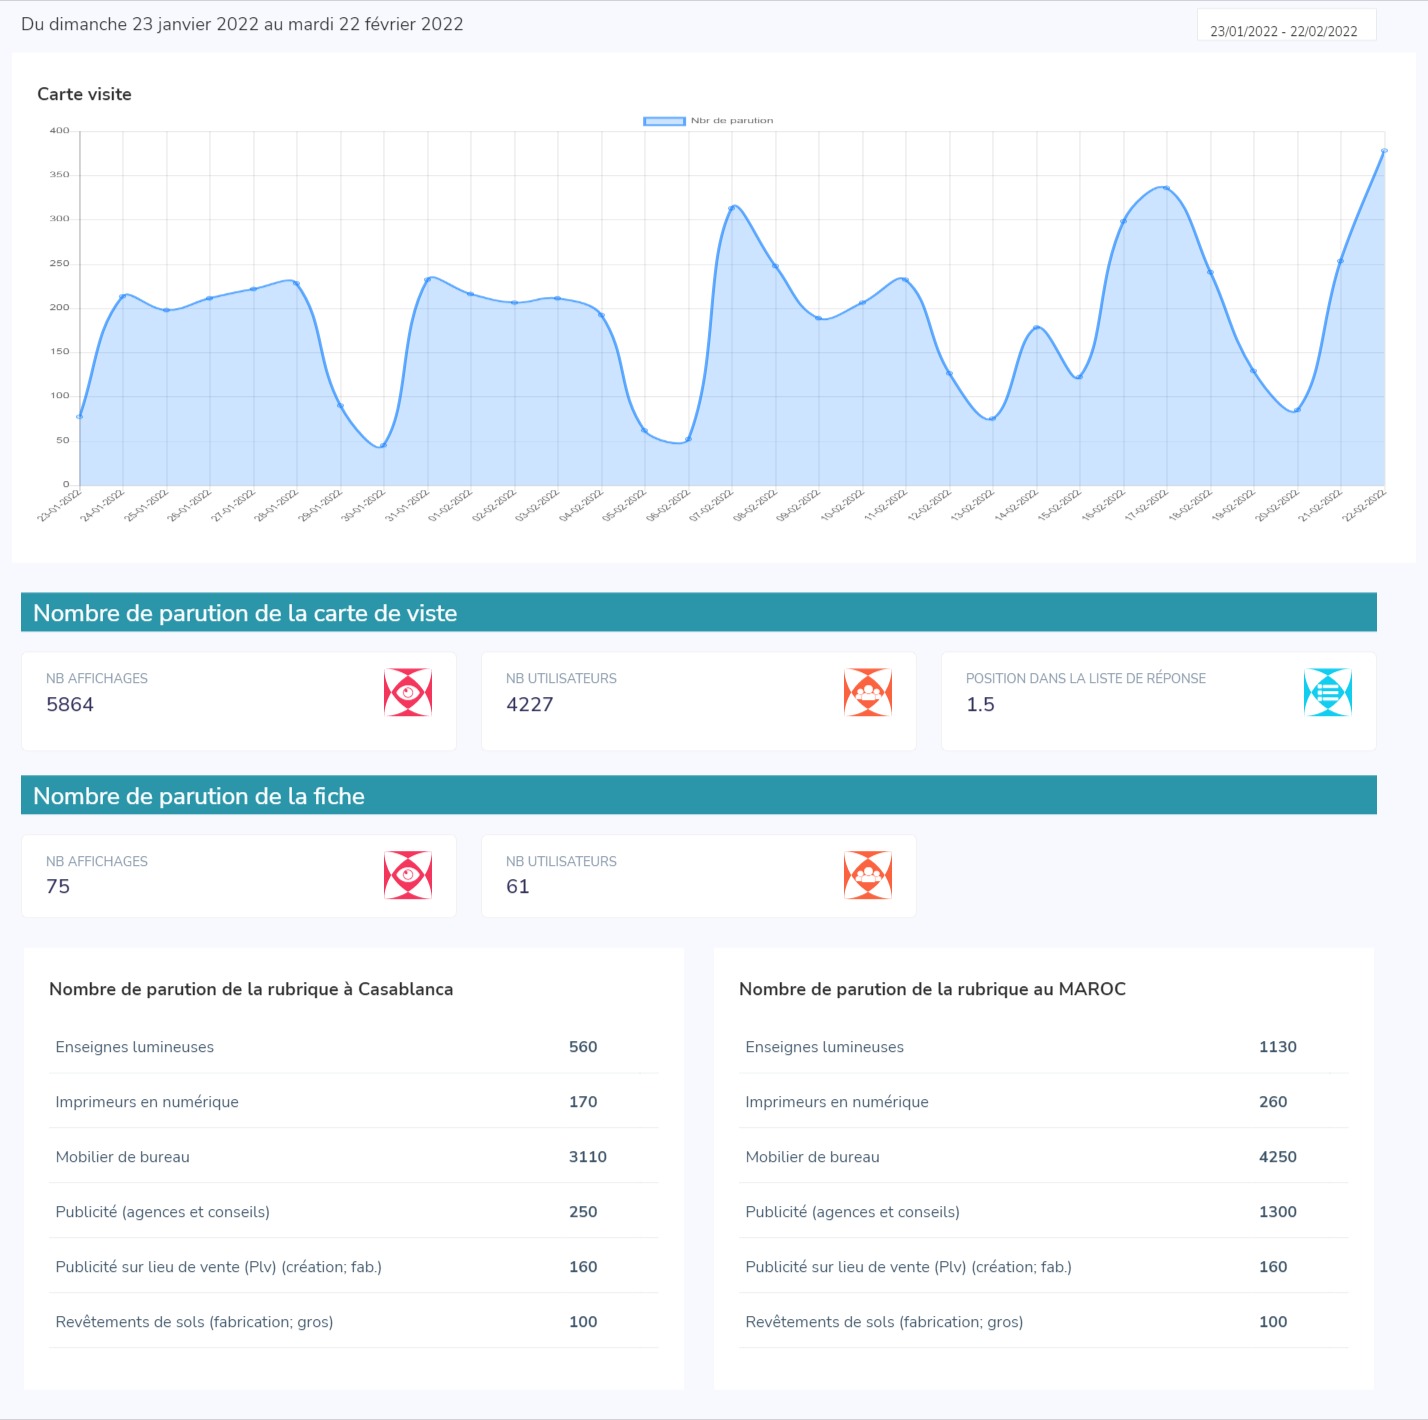 Du dimanche 23 janvier 2022 au mardi 22 février 2022
23/01/2022 - 22/02/2022
Carte visite
Nbr de parution
400
350
300
250
200
150
100
50
0
23-01-2022
24-01-2022
25-01-2022
26-01-2022
27-01-2022
28-01-2022
29-01-2022
30-01-2022
31-01-2022
01-02-2022
02-02-2022
03-02-2022
04-02-2022
05-02-2022
06-02-2022
07-02-2022
08-02-2022
09-02-2022
10-02-2022
11-02-2022
12-02-2022
13-02-2022
14-02-2022
15-02-2022
16-02-2022
17-02-2022
18-02-2022
19-02-2022
20-02-2022
21-02-2022
22-02-2022
Nombre de parution de la carte de viste
NB AFFICHAGES
5864
NB UTILISATEURS
4227
POSITION DANS LA LISTE DE RÉPONSE
1.5
Nombre de parution de la fiche
NB AFFICHAGES
75
NB UTILISATEURS
61
Nombre de parution de la rubrique à Casablanca
Enseignes lumineuses 560
Imprimeurs en numérique 170
Mobilier de bureau 3110
Publicité (agences et conseils) 250
Publicité sur lieu de vente (Plv) (création; fab.) 160
Revêtements de sols (fabrication; gros) 100
Nombre de parution de la rubrique au MAROC
Enseignes lumineuses 1130
Imprimeurs en numérique 260
Mobilier de bureau 4250
Publicité (agences et conseils) 1300
Publicité sur lieu de vente (Plv) (création; fab.) 160
Revêtements de sols (fabrication; gros) 100